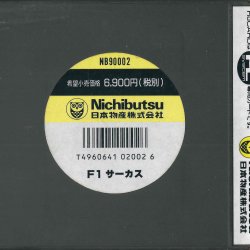 NB90002
希望小売価格 6,900円(税別)
Nichibutsu
日本物産株式会社
T4960641 02002 6
F1 サーカス
Nichibutsu
日本物産株式会社